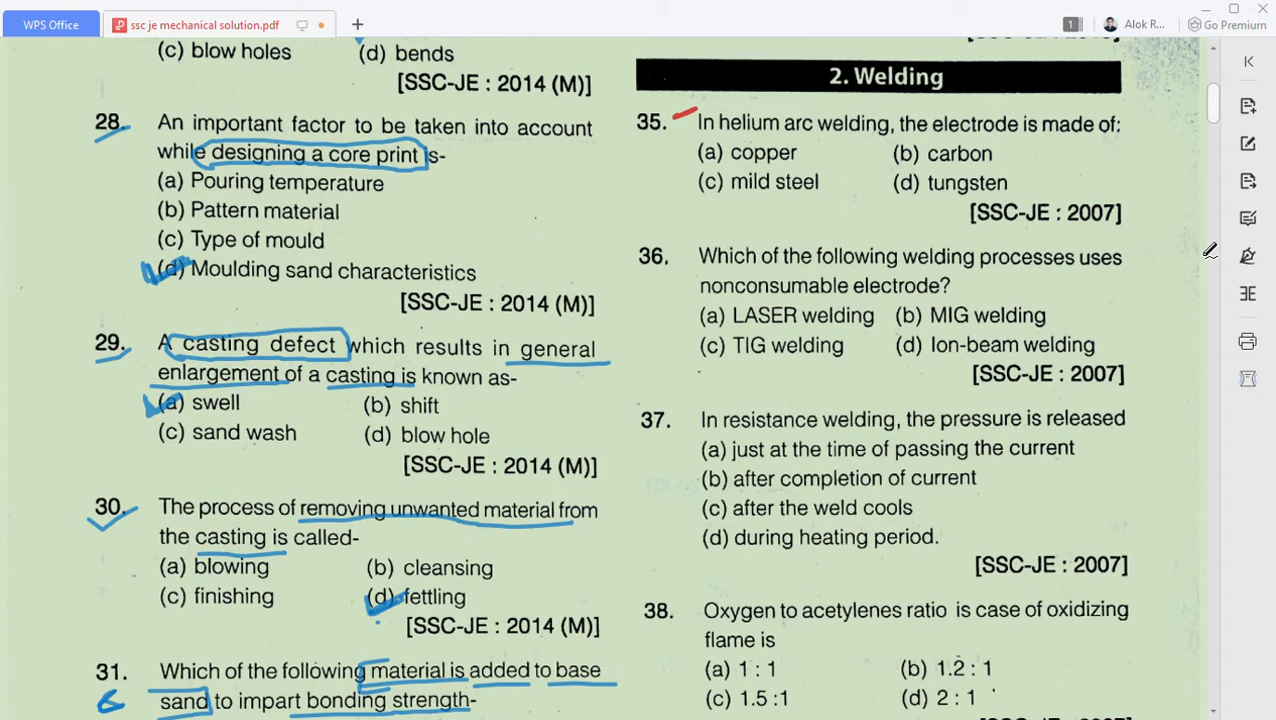 WPS Office
ssc je mechanical solution.pdf
1
Alok R...
Go Premium
(c) blow holes (d) bends
[SSC-JE : 2014 (M)]
28. An important factor to be taken into account
while designing a core print is-
(a) Pouring temperature
(b) Pattern material
(c) Type of mould
(d) Moulding sand characteristics
[SSC-JE : 2014 (M)]
29. A casting defect which results in general
enlargement of a casting is known as-
(a) swell (b) shift
(c) sand wash (d) blow hole
[SSC-JE : 2014 (M)]
30. The process of removing unwanted material from
the casting is called-
(a) blowing (b) cleansing
(c) finishing (d) fettling
[SSC-JE : 2014 (M)]
31. Which of the following material is added to base
sand to impart bonding strength-
2. Welding
35. In helium arc welding, the electrode is made of:
(a) copper (b) carbon
(c) mild steel (d) tungsten
[SSC-JE : 2007]
36. Which of the following welding processes uses
nonconsumable electrode?
(a) LASER welding (b) MIG welding
(c) TIG welding (d) Ion-beam welding
[SSC-JE : 2007]
37. In resistance welding, the pressure is released
(a) just at the time of passing the current
(b) after completion of current
(c) after the weld cools
(d) during heating period.
[SSC-JE : 2007]
38. Oxygen to acetylenes ratio is case of oxidizing
flame is
(a) 1 : 1 (b) 1.2 : 1
(c) 1.5 :1 (d) 2 : 1